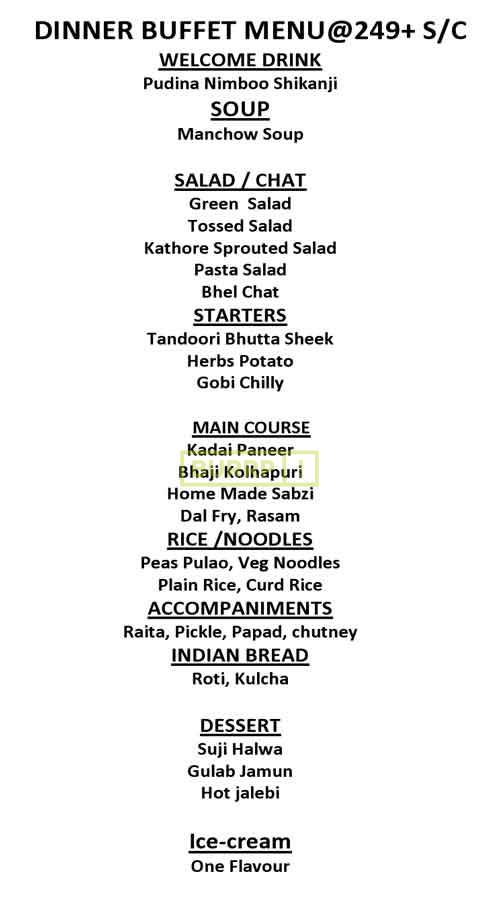 DINNER BUFFET MENU@249+ S/C
WELCOME DRINK
Pudina Nimboo Shikanji
SOUP
Manchow Soup
SALAD / CHAT
Green  Salad
Tossed Salad
Kathore Sprouted Salad
Pasta Salad
Bhel Chat
STARTERS
Tandoori Bhutta Sheek
Herbs Potato
Gobi Chilly
MAIN COURSE
Kadai Paneer
Bhaji Kolhapuri
Home Made Sabzi
Dal Fry, Rasam
RICE /NOODLES
Peas Pulao, Veg Noodles
Plain Rice, Curd Rice
ACCOMPANIMENTS
Raita, Pickle, Papad, chutney
INDIAN BREAD
Roti, Kulcha
DESSERT
Suji Halwa
Gulab Jamun
Hot jalebi
Ice-cream
One Flavour